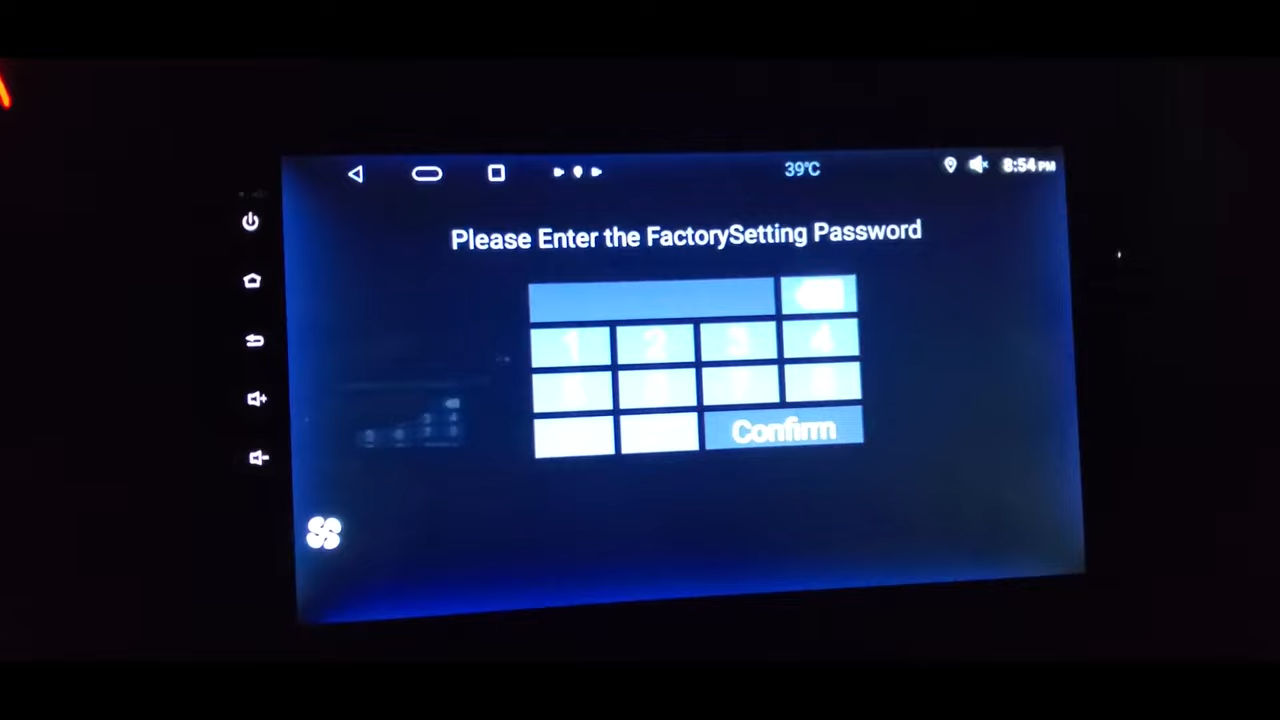 39°C
8:54 PM
Please Enter the FactorySetting Password
1 2 3 4
Confirm